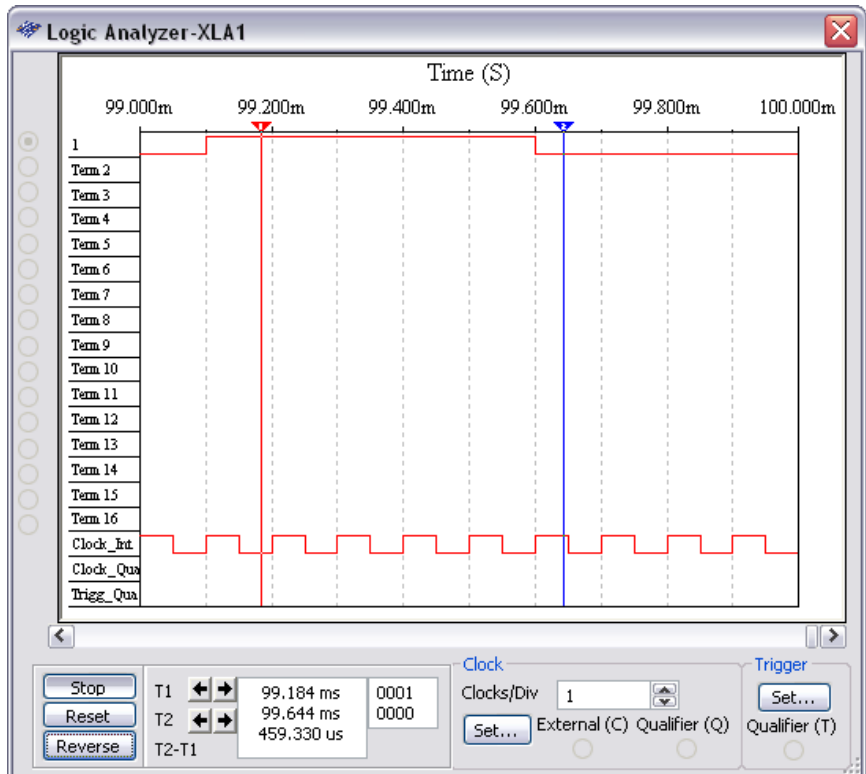 Logic Analyzer-XLA1
Time (S)
99.000m 99.200m 99.400m 99.600m 99.800m 100.000m
1 2
1
Term 2
Term 3
Term 4
Term 5
Term 6
Term 7
Term 8
Term 9
Term 10
Term 11
Term 12
Term 13
Term 14
Term 15
Term 16
Clock_Int
Clock_Qua
Trigg_Qua
Stop
Reset
Reverse
T1 99.184 ms 0001
T2 99.644 ms 0000
T2-T1 459.330 us
Clock
Clocks/Div 1
Set... External (C) Qualifier (Q)
Trigger
Set...
Qualifier (T)